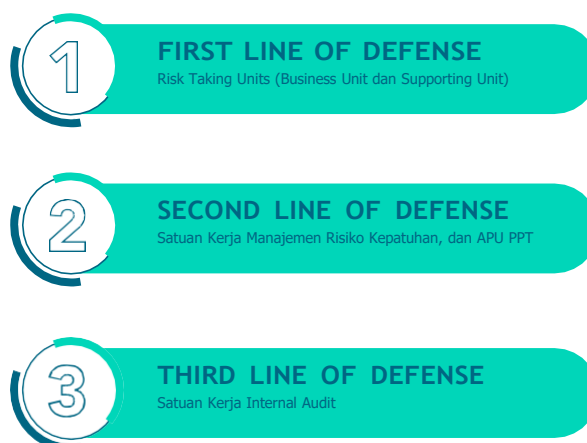 1
FIRST LINE OF DEFENSE
Risk Taking Units (Business Unit dan Supporting Unit)
2
SECOND LINE OF DEFENSE
Satuan Kerja Manajemen Risiko Kepatuhan, dan APU PPT
3
THIRD LINE OF DEFENSE
Satuan Kerja Internal Audit